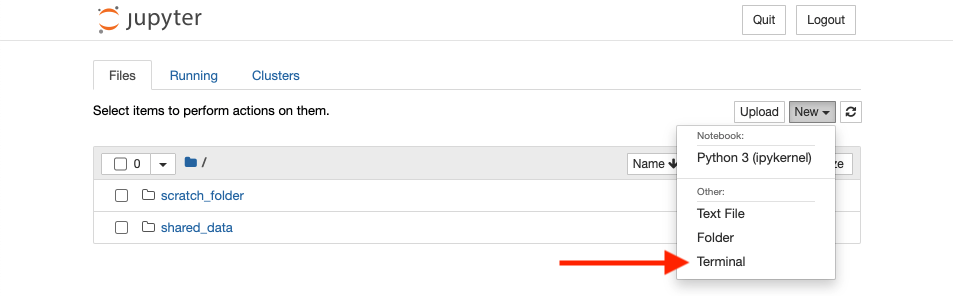 jupyter
Quit Logout
Files Running Clusters
Select items to perform actions on them.
Upload New
Notebook:
Python 3 (ipykernel)
0 / Name
Other:
scratch_folder
Text File
shared_data
Folder
Terminal